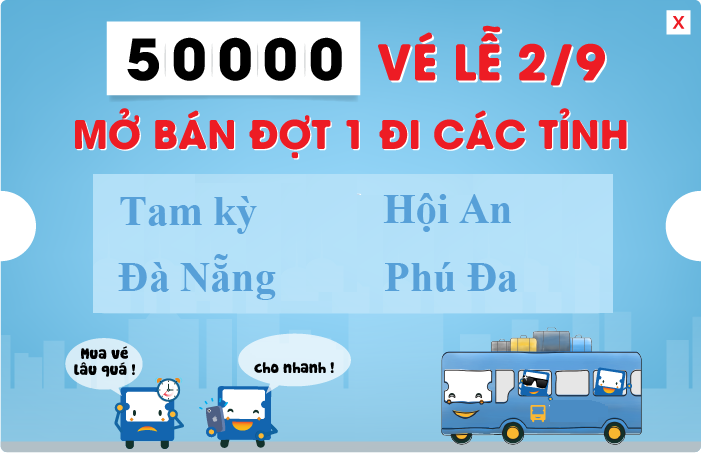 X
50000 VÉ LỄ 2/9
MỞ BÁN ĐỢT 1 ĐI CÁC TỈNH
Tam kỳ Hội An
Đà Nẵng Phú Đa
Mua vé
lâu quá !
cho nhanh !